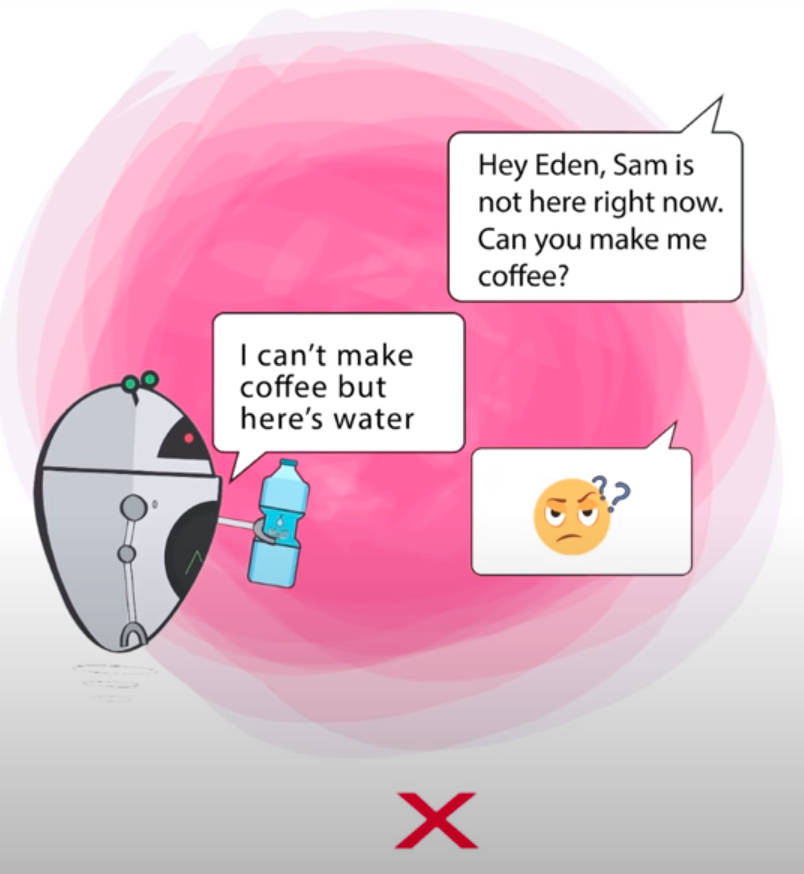 Hey Eden, Sam is
not here right now.
Can you make me
coffee?
I can't make
coffee but
here's water
??
?